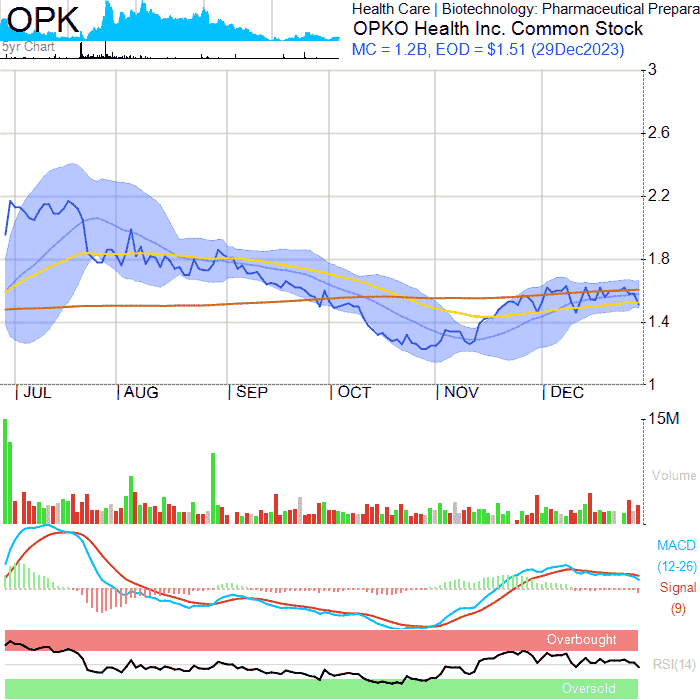 OPK
5yr Chart
Health Care | Biotechnology: Pharmaceutical Prepara
OPKO Health Inc. Common Stock
MC = 1.2B, EOD = $1.51 (29Dec2023)
3
2.6
2.2
1.8
1.4
1
JUL AUG SEP OCT NOV DEC
15M
Volume
MACD
(12-26)
Signal
(9)
Overbought
RSI(14)
Oversold